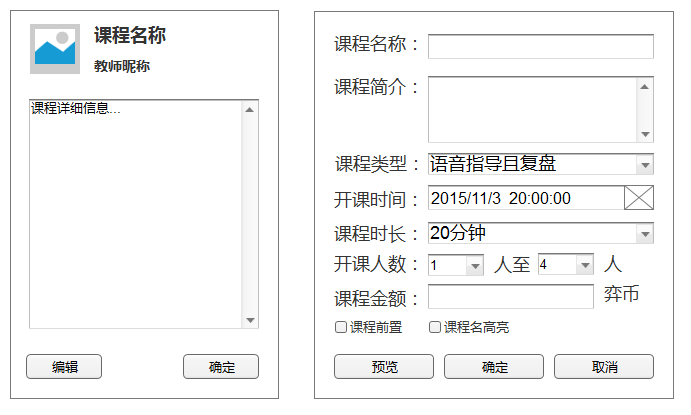 课程名称
教师昵称
课程详细信息...
编辑 确定
课程名称：
课程简介：
课程类型： 语音指导且复盘
开课时间： 2015/11/3 20:00:00
课程时长： 20分钟
开课人数： 1 人至 4 人
课程金额： 弈币
课程前置 课程名高亮
预览 确定 取消